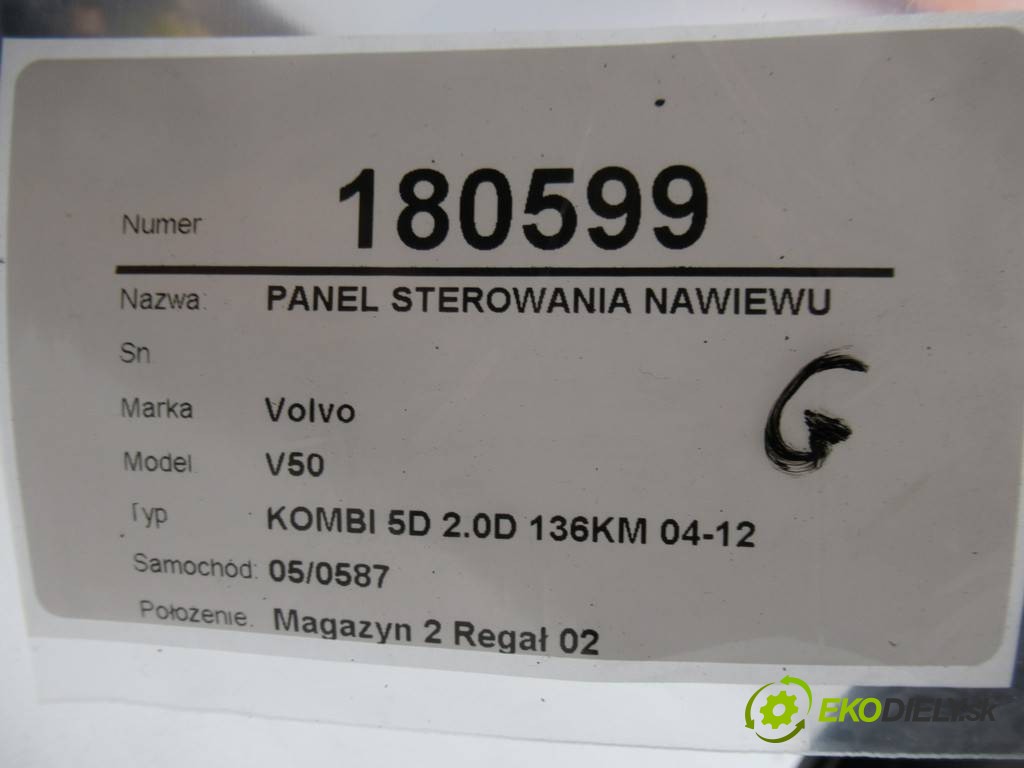 Numer 180599
Nazwa: PANEL STEROWANIA NAWIEWU
Sn
Marka Volvo
G
Model V50
Typ KOMBI 5D 2.0D 136KM 04-12
Samochód: 05/0587
Położenie. Magazyn 2 Regał 02
EKODIELY.sk